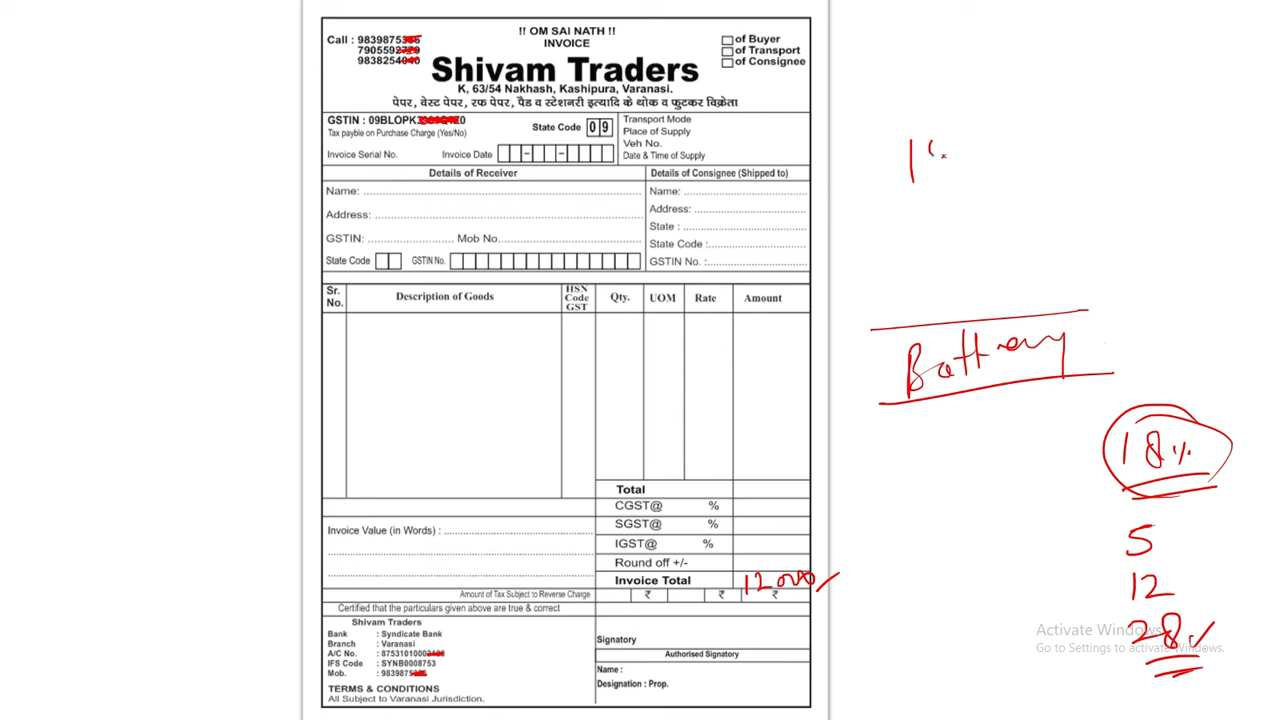 !! OM SAI NATH !!
INVOICE
Call : 9839875
7905592
9838254
of Buyer
of Transport
of Consignee
Shivam Traders
K, 63/54 Nakhash, Kashipura, Varanasi.
पेपर, वेस्ट पेपर, रफ पेपर, पैड व स्टेशनरी इत्यादि के थोक व फुटकर विक्रेता
GSTIN : 09BLOPK
Tax payble on Purchase Charge (Yes/No)
State Code 09
Invoice Serial No. Invoice Date - -
Transport Mode
Place of Supply
Veh No.
Date & Time of Supply
Details of Receiver
Name:
Address:
GSTIN: Mob No.
State Code GSTIN No.
Details of Consignee (Shipped to)
Name:
Address:
State :
State Code :
GSTIN No. :
Sr. No. Description of Goods HSN Code GST Qty. UOM Rate Amount
Total
CGST@ %
SGST@ %
IGST@ %
Round off +/-
Invoice Total 12000/
Invoice Value (in Words) :
Amount of Tax Subject to Reverse Charge ₹ ₹ ₹
Certified that the particulars given above are true & correct
Shivam Traders
Bank : Syndicate Bank
Branch : Varanasi
A/C No. : 87531010002
IFS Code : SYNB0008753
Mob. : 9839875
TERMS & CONDITIONS
All Subject to Varanasi Jurisdiction.
Signatory
Authorised Signatory
Name :
Designation : Prop.
Battery
18%
5
12
28
Activate Windows
Go to Settings to activate Windows.